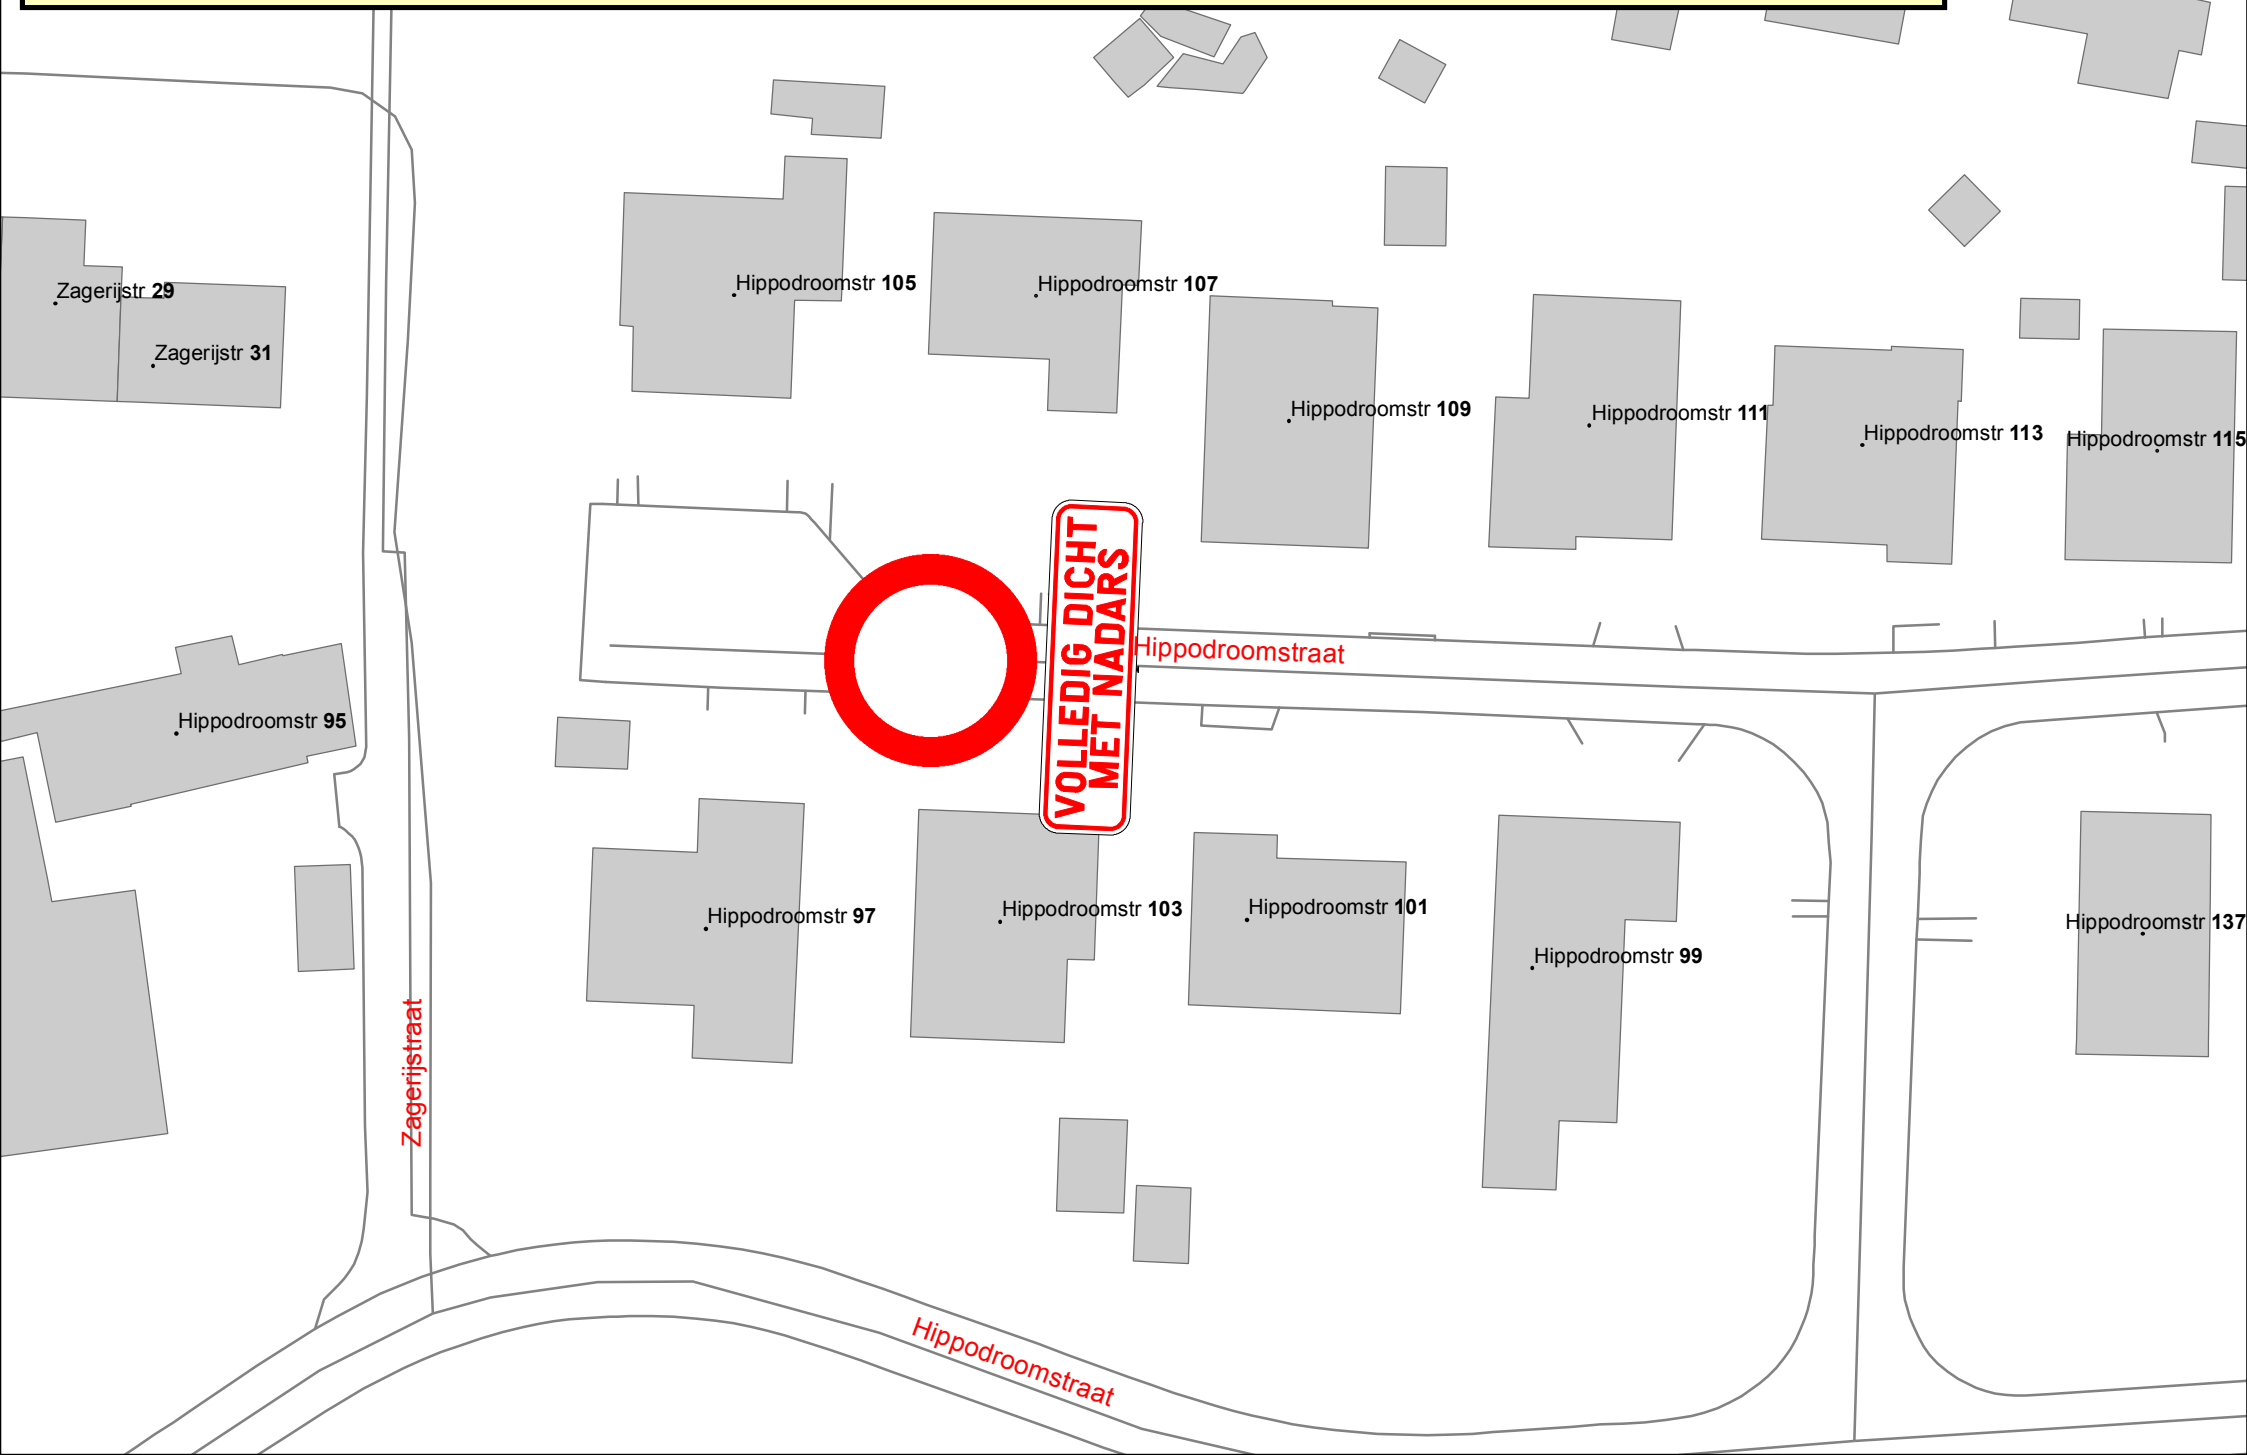 Zagerijstr 29
Zagerijstr 31
Hippodroomstr 105
Hippodroomstr 107
Hippodroomstr 109
Hippodroomstr 111
Hippodroomstr 113
Hippodroomstr 115
VOLLEDIG DICHT
MET NADARS
Hippodroomstraat
Hippodroomstr 95
Hippodroomstr 97
Hippodroomstr 103
Hippodroomstr 101
Hippodroomstr 99
Hippodroomstr 137
Zagerijstraat
Hippodroomstraat